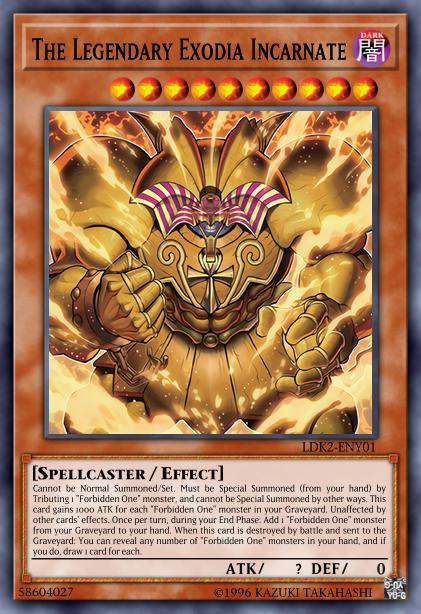 THE LEGENDARY EXODIA INCARNATE
DARK
闇
LDK2-ENY01
[SPELLCASTER / EFFECT]
Cannot be Normal Summoned/Set. Must be Special Summoned (from your hand) by
Tributing 1 "Forbidden One" monster, and cannot be Special Summoned by other ways. This
card gains 1000 ATK for each "Forbidden One" monster in your Graveyard. Unaffected by
other cards' effects. Once per turn, during your End Phase: Add 1 "Forbidden One" monster
from your Graveyard to your hand. When this card is destroyed by battle and sent to the
Graveyard: You can reveal any number of "Forbidden One" monsters in your hand, and if
you do, draw 1 card for each.
ATK/ ? DEF/ 0
58604027
©1996 KAZUKI TAKAHASHI